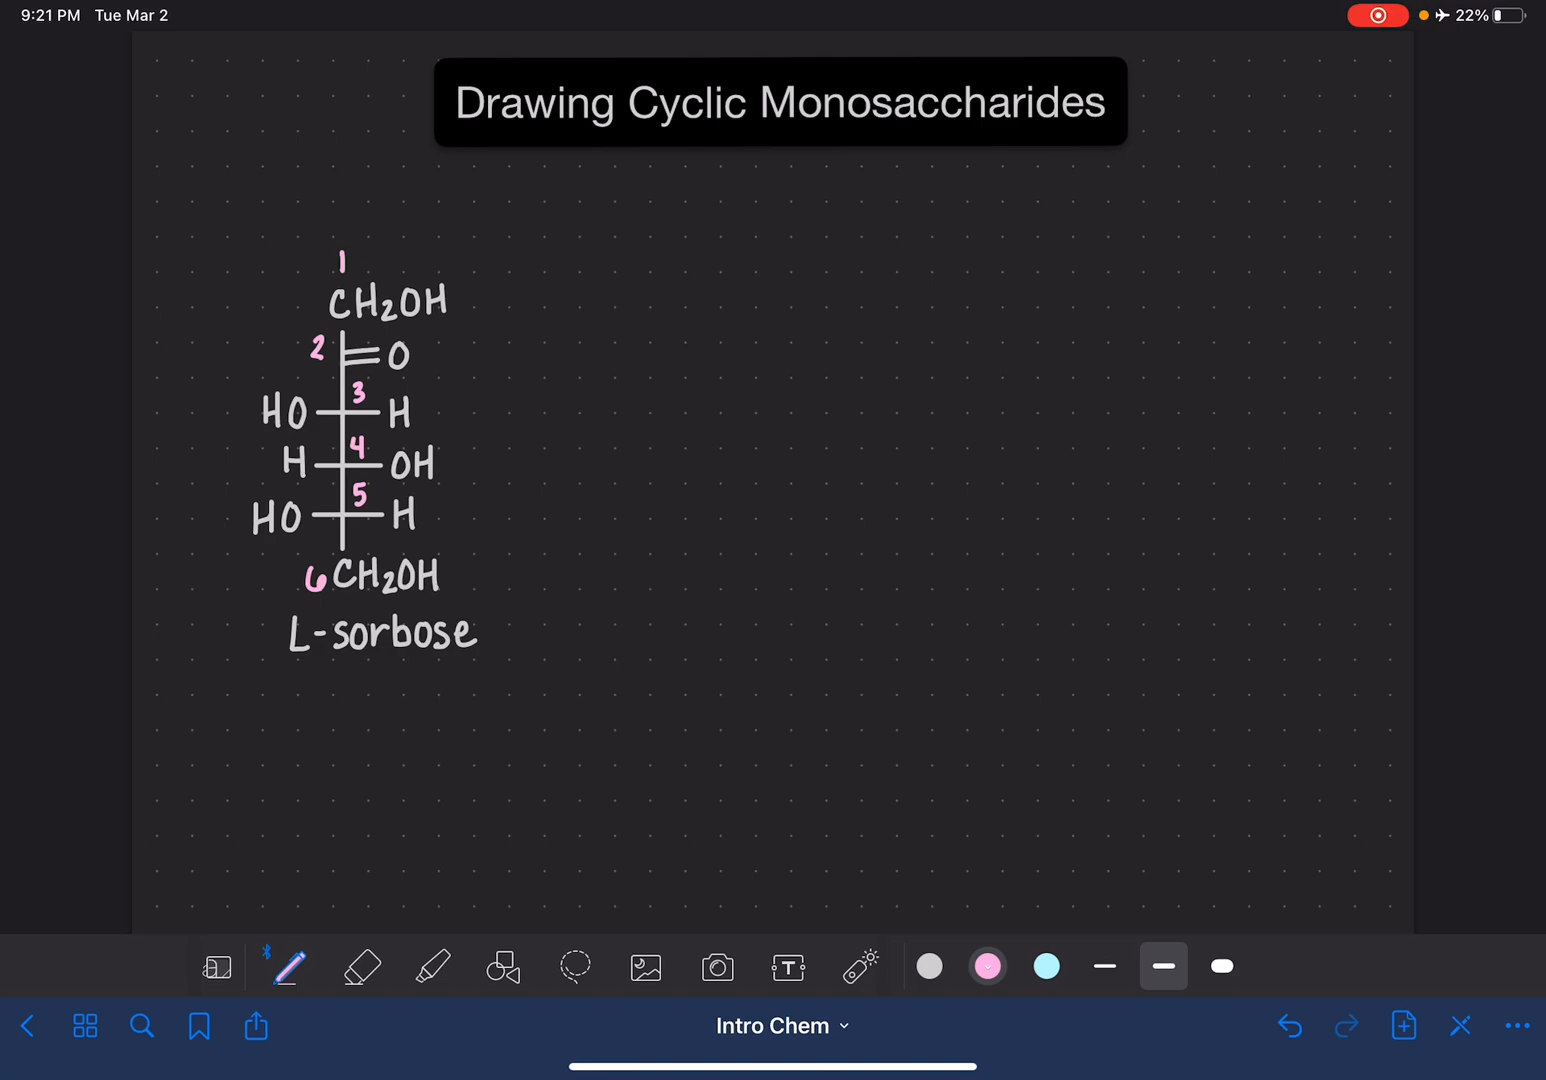 9:21 PM Tue Mar 2
22%
Drawing Cyclic Monosaccharides
1
CH₂OH
2 O
3
HO H
4
H OH
5
HO H
6 CH₂OH
L-sorbose
T
Intro Chem